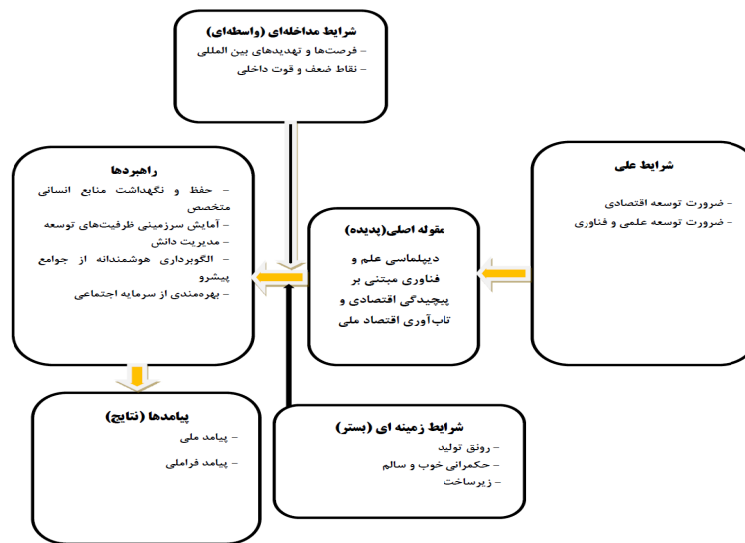 شرایط مداخله‌ای (واسطه‌ای)
– فرصت‌ها و تهدیدهای بین المللی
– نقاط ضعف و قوت داخلی
شرایط علی
– ضرورت توسعه اقتصادی
– ضرورت توسعه علمی و فناوری
مقوله اصلی(پدیده)
دیپلماسی علم و
فناوری مبتنی بر
پیچیدگی اقتصادی و
تاب‌آوری اقتصاد ملی
راهبردها
– حفظ و نگهداشت منابع انسانی
متخصص
– آمایش سرزمینی ظرفیت‌های توسعه
– مدیریت دانش
– الگوبرداری هوشمندانه از جوامع
پیشرو
– بهره‌مندی از سرمایه اجتماعی
شرایط زمینه ای (بستر)
– رونق تولید
– حکمرانی خوب و سالم
– زیرساخت
پیامدها (نتایج)
– پیامد ملی
– پیامد فراملی